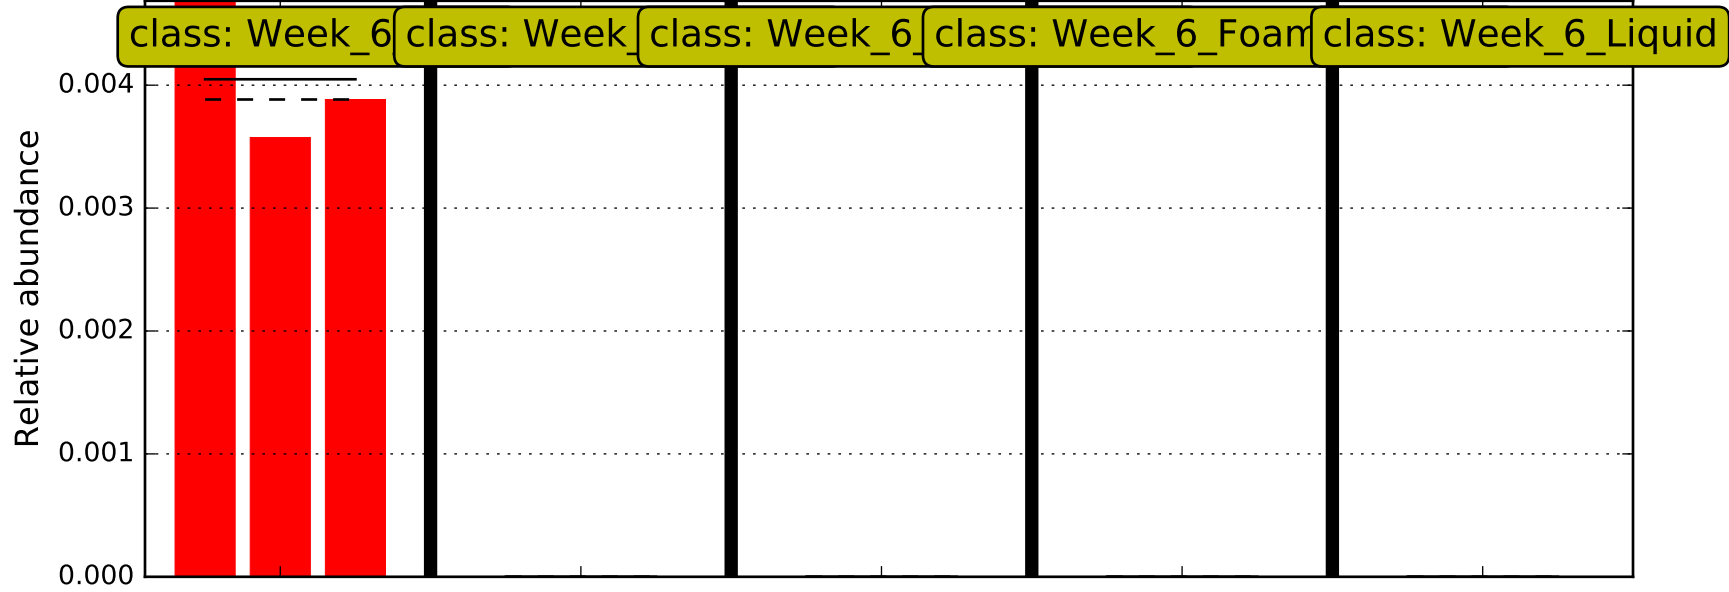 class: Week_6 class: Week_ class: Week_6_ class: Week_6_Foam class: Week_6_Liquid
0.004
0.003
0.002
0.001
0.000
Relative abundance